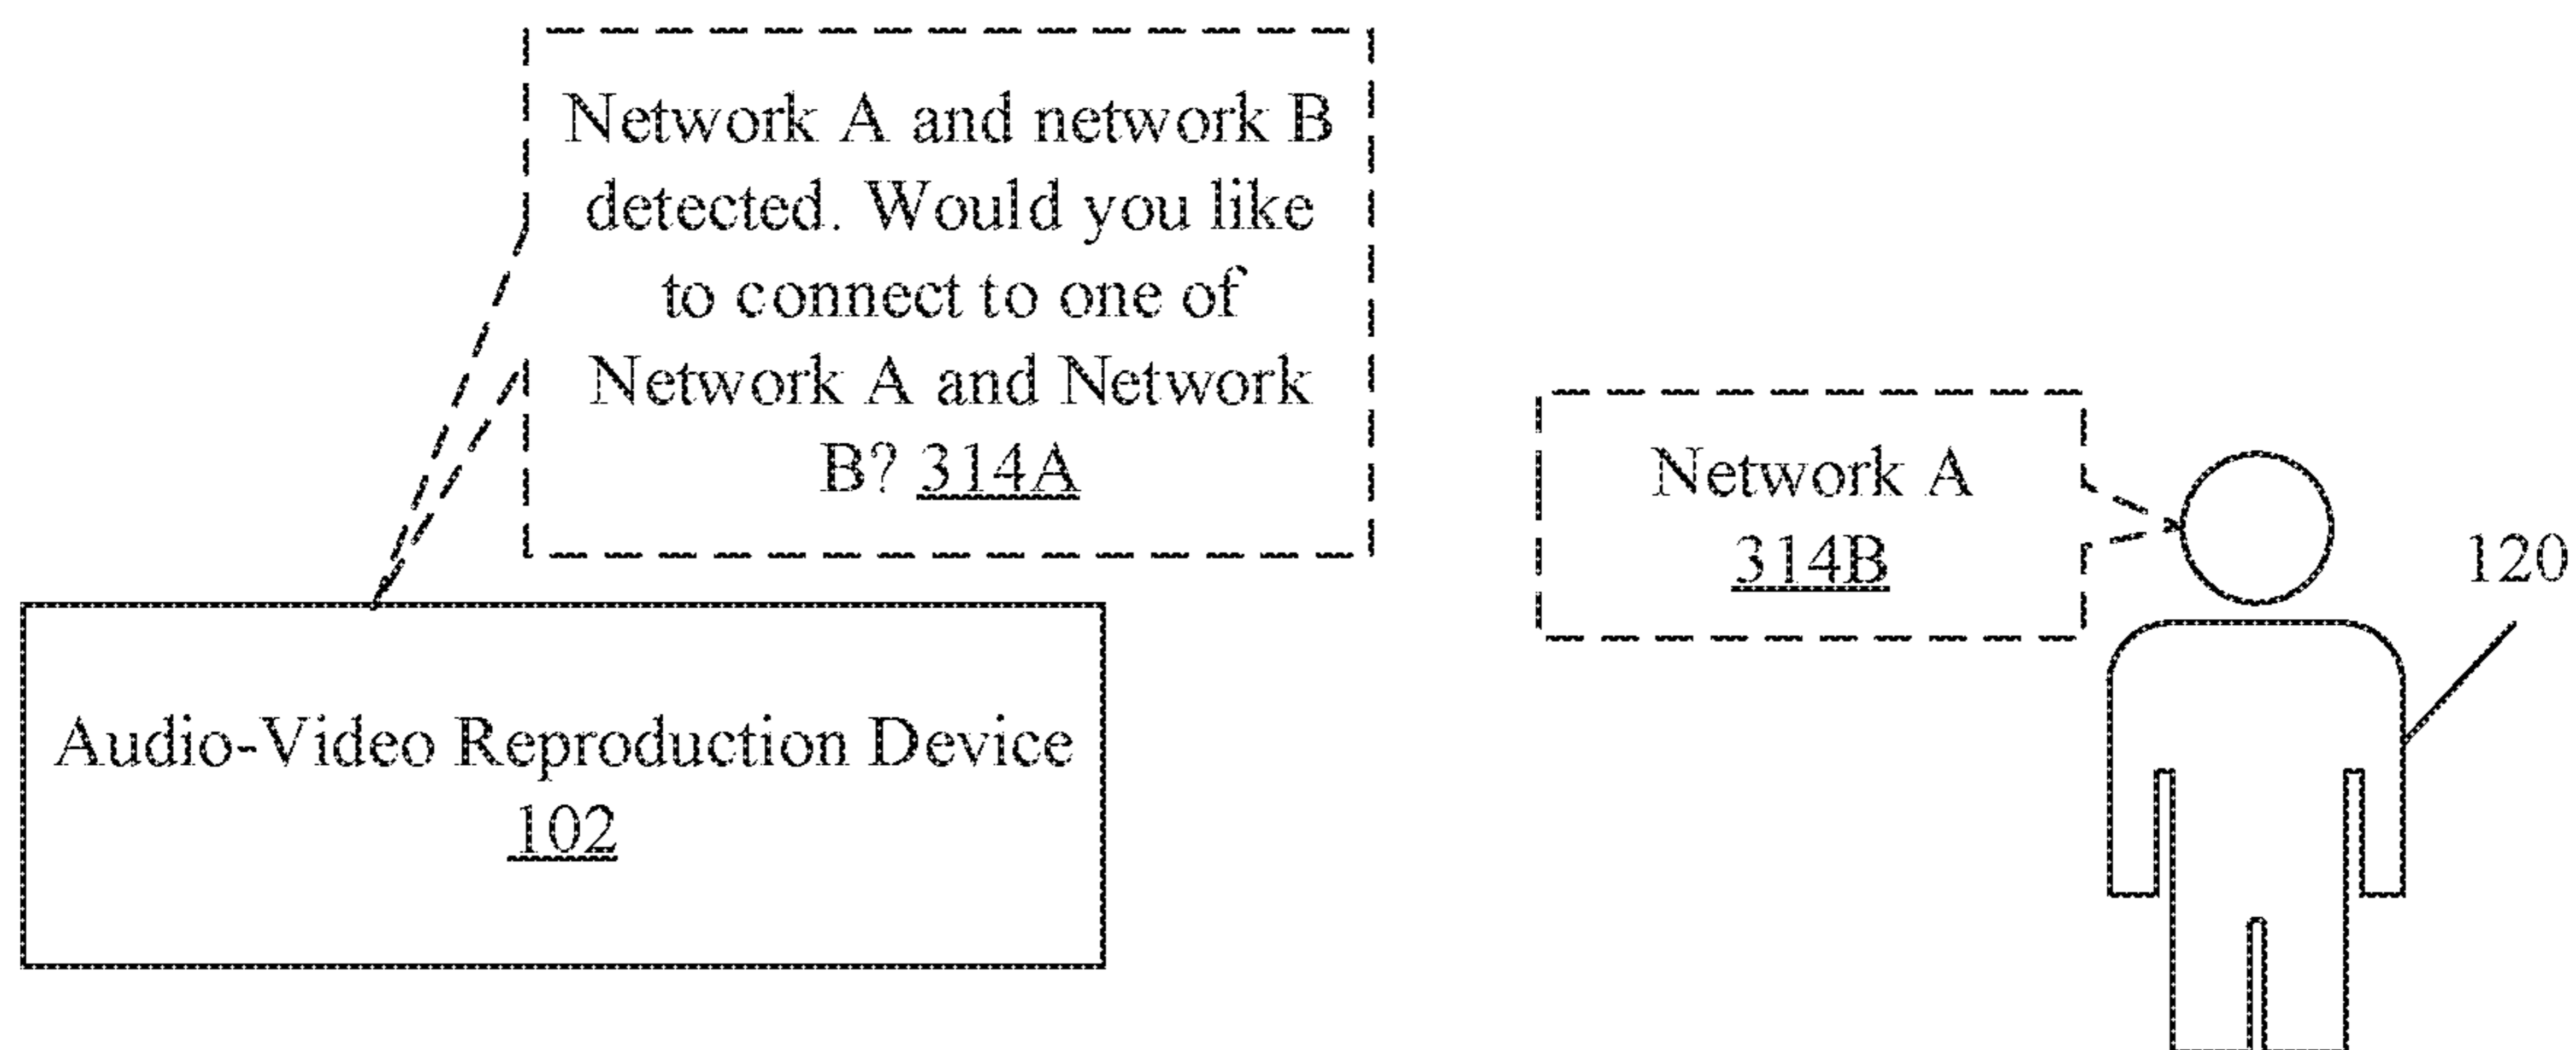 Network A and network B
detected. Would you like
to connect to one of
Network A and Network
B? 314A
Network A
314B
120
Audio-Video Reproduction Device
102